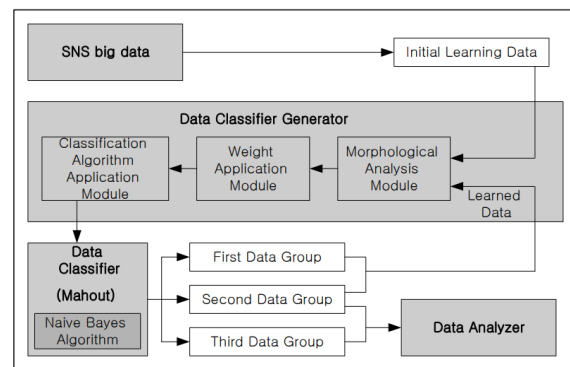 SNS big data
Initial Learning Data
Data Classifier Generator
Classification
Algorithm
Application
Module
Weight
Application
Module
Morphological
Analysis
Module
Learned
Data
Data
Classifier
(Mahout)
Naive Bayes
Algorithm
First Data Group
Second Data Group
Third Data Group
Data Analyzer